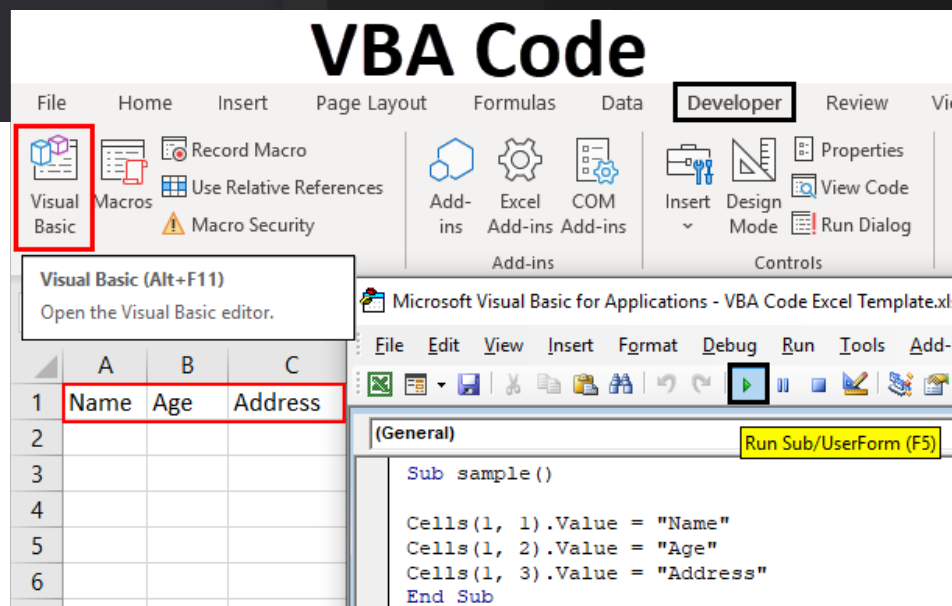 VBA Code
File Home Insert Page Layout Formulas Data Developer Review
Record Macro
Use Relative References
Macro Security
Visual Basic
Macros
Add-ins
Excel Add-ins
COM Add-ins
Add-ins
Insert
Design Mode
Properties
View Code
Run Dialog
Controls
Visual Basic (Alt+F11)
Open the Visual Basic editor.
Microsoft Visual Basic for Applications - VBA Code Excel Template.xl
File Edit View Insert Format Debug Run Tools Add-
A B C
1 Name Age Address
2
3
4
5
6
(General)
Run Sub/UserForm (F5)
Sub sample()
Cells(1, 1).Value = "Name"
Cells(1, 2).Value = "Age"
Cells(1, 3).Value = "Address"
End Sub